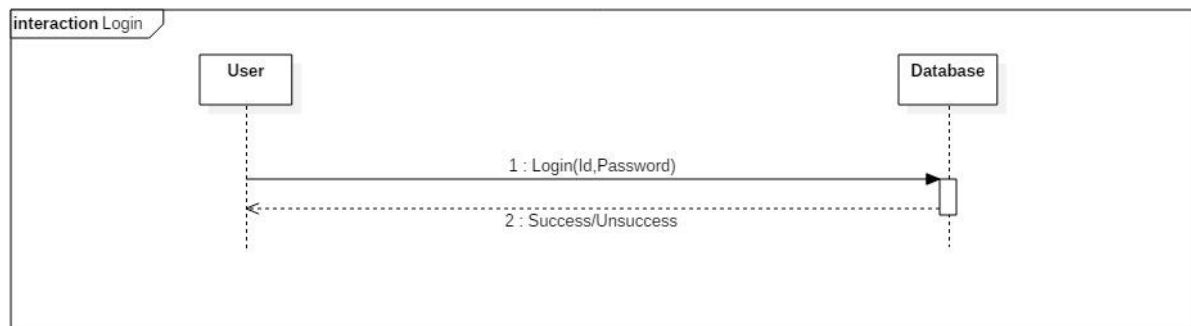 interaction Login
User
Database
1 : Login(Id,Password)
2 : Success/Unsuccess